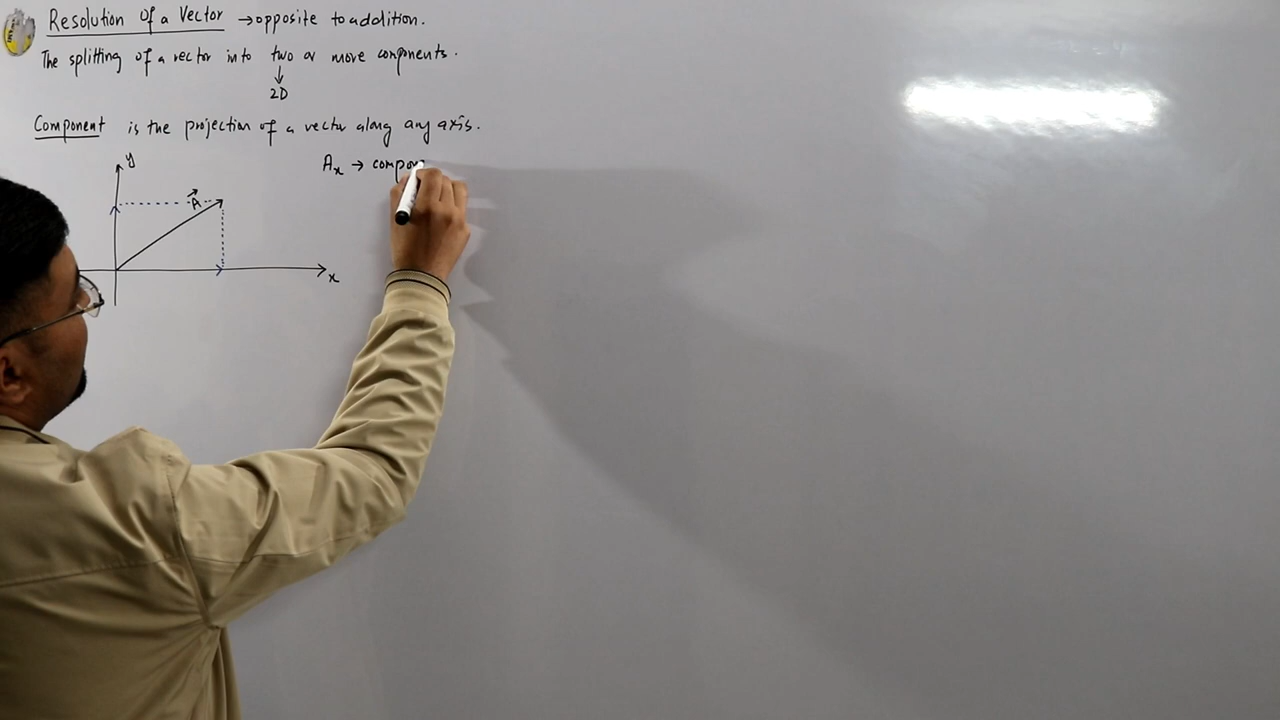 Resolution of a Vector → opposite to addition.
The splitting of a vector into two or more components.
↓
2D
Component is the projection of a vector along any axis.
y
Aₓ → compon
A⃗
x